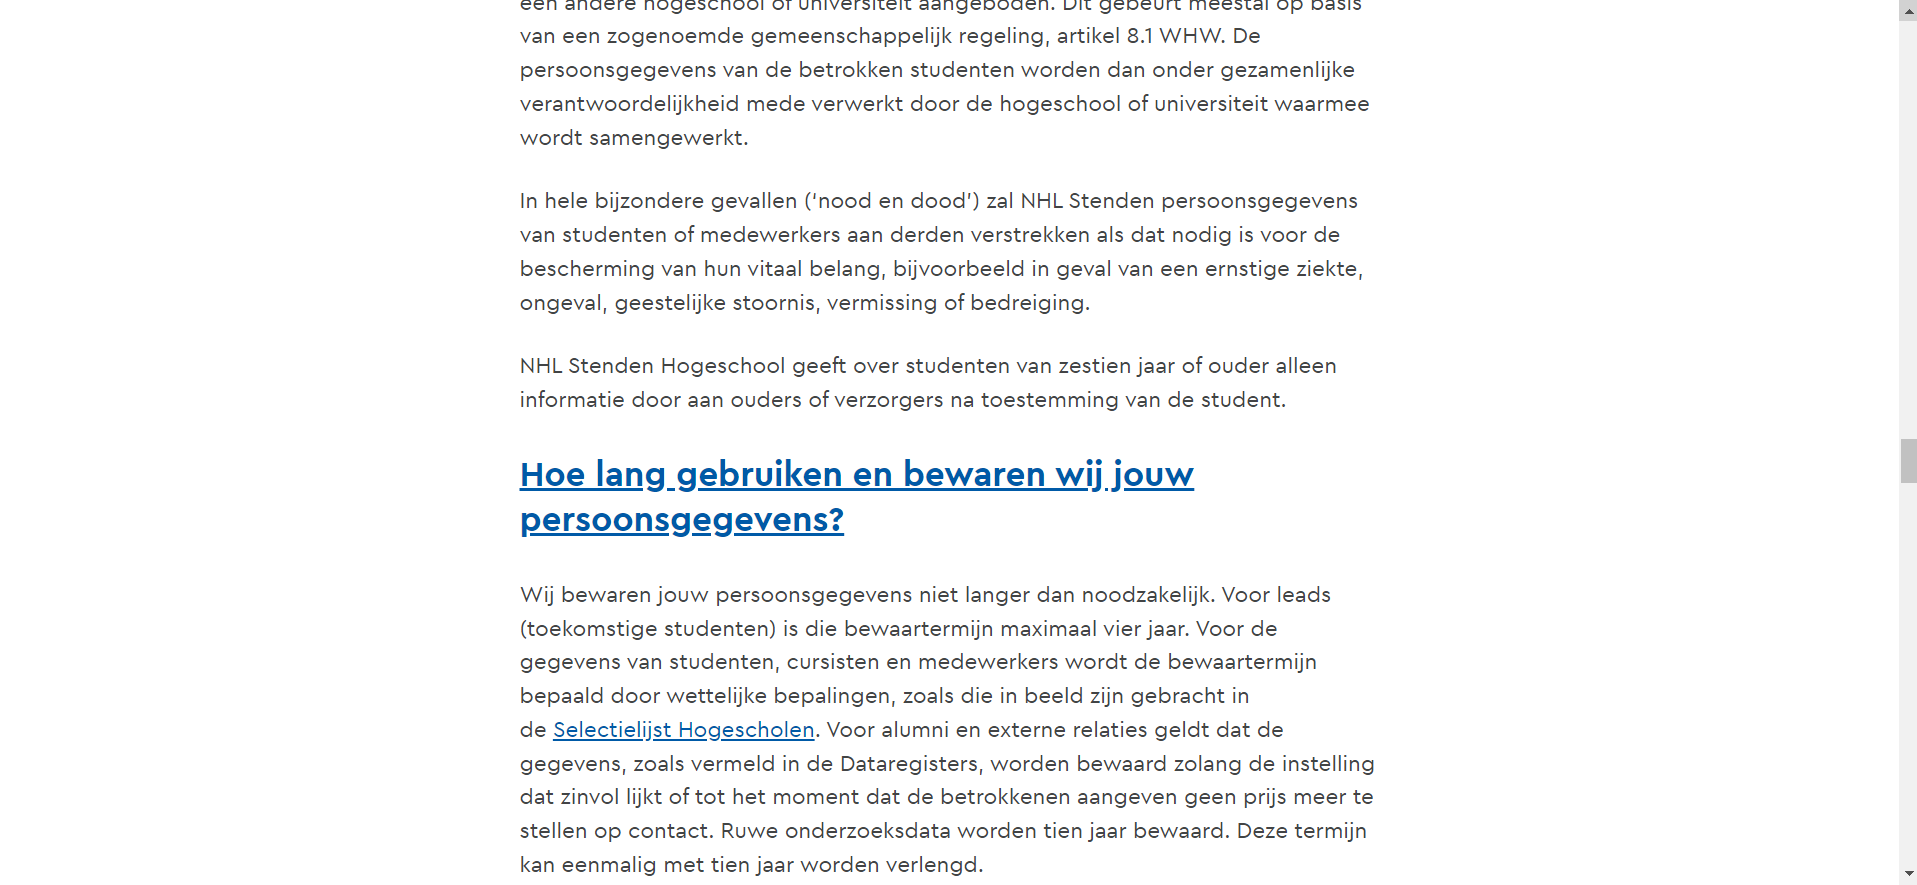 een andere hogeschool of universiteit aangeboden. Dit gebeurt meestal op basis
van een zogenoemde gemeenschappelijk regeling, artikel 8.1 WHW. De
persoonsgegevens van de betrokken studenten worden dan onder gezamenlijke
verantwoordelijkheid mede verwerkt door de hogeschool of universiteit waarmee
wordt samengewerkt.
In hele bijzondere gevallen (‘nood en dood’) zal NHL Stenden persoonsgegevens
van studenten of medewerkers aan derden verstrekken als dat nodig is voor de
bescherming van hun vitaal belang, bijvoorbeeld in geval van een ernstige ziekte,
ongeval, geestelijke stoornis, vermissing of bedreiging.
NHL Stenden Hogeschool geeft over studenten van zestien jaar of ouder alleen
informatie door aan ouders of verzorgers na toestemming van de student.
Hoe lang gebruiken en bewaren wij jouw
persoonsgegevens?
Wij bewaren jouw persoonsgegevens niet langer dan noodzakelijk. Voor leads
(toekomstige studenten) is die bewaartermijn maximaal vier jaar. Voor de
gegevens van studenten, cursisten en medewerkers wordt de bewaartermijn
bepaald door wettelijke bepalingen, zoals die in beeld zijn gebracht in
de Selectielijst Hogescholen. Voor alumni en externe relaties geldt dat de
gegevens, zoals vermeld in de Dataregisters, worden bewaard zolang de instelling
dat zinvol lijkt of tot het moment dat de betrokkenen aangeven geen prijs meer te
stellen op contact. Ruwe onderzoeksdata worden tien jaar bewaard. Deze termijn
kan eenmalig met tien jaar worden verlengd.